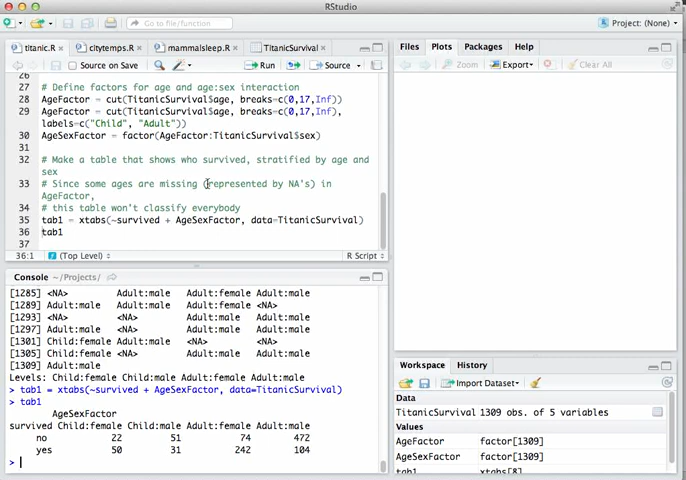 RStudio
Go to file/function
Project: (None)
titanic.R
citytemps.R
mammalsleep.R
TitanicSurvival
Source on Save
Run
Source
26
27 # Define factors for age and age:sex interaction
28 AgeFactor = cut(TitanicSurvival$age, breaks=c(0,17,Inf))
29 AgeFactor = cut(TitanicSurvival$age, breaks=c(0,17,Inf),
labels=c("Child", "Adult"))
30 AgeSexFactor = factor(AgeFactor:TitanicSurvival$sex)
31
32 # Make a table that shows who survived, stratified by age and
sex
33 # Since some ages are missing (represented by NA's) in
AgeFactor,
34 # this table won't classify everybody
35 tab1 = xtabs(~survived + AgeSexFactor, data=TitanicSurvival)
36 tab1
37
36:1
(Top Level)
R Script
Console ~/Projects/
[1285] <NA> Adult:male Adult:female Adult:male
[1289] Adult:male Adult:male Adult:female <NA>
[1293] <NA> Adult:male <NA> Adult:male
[1297] <NA> Adult:male Adult:male Adult:male
[1301] Child:female Adult:male <NA> <NA>
[1305] Child:female <NA> Adult:male Adult:male
[1309] Adult:male
Levels: Child:female Child:male Adult:female Adult:male
> tab1 = xtabs(~survived + AgeSexFactor, data=TitanicSurvival)
> tab1
AgeSexFactor
survived Child:female Child:male Adult:female Adult:male
no 22 51 74 472
yes 50 31 242 104
>
Files
Plots
Packages
Help
Zoom
Export
Clear All
Workspace
History
Import Dataset
Data
TitanicSurvival 1309 obs. of 5 variables
Values
AgeFactor factor[1309]
AgeSexFactor factor[1309]
tab1 xtabs[8]